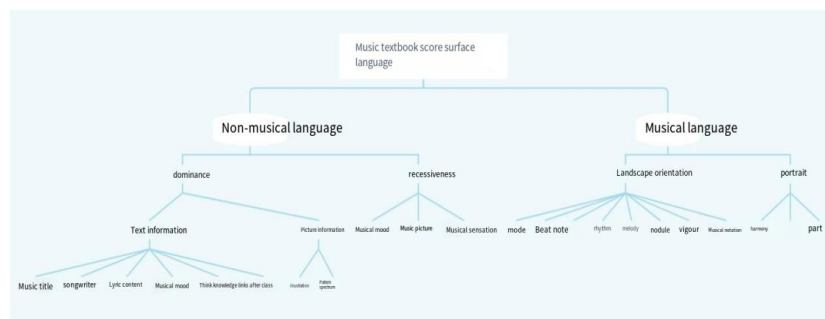 Music textbook score surface
language
Non-musical language
Musical language
dominance
recessiveness
Landscape orientation
portrait
Text information
Picture information
Musical mood
Music picture
Musical sensation
mode
Beat note
rhythm
melody
nodule
vigour
Musical notation
harmony
part
Music title
songwriter
Lyric content
Musical mood
Think knowledge links after class
illustration
spectrum